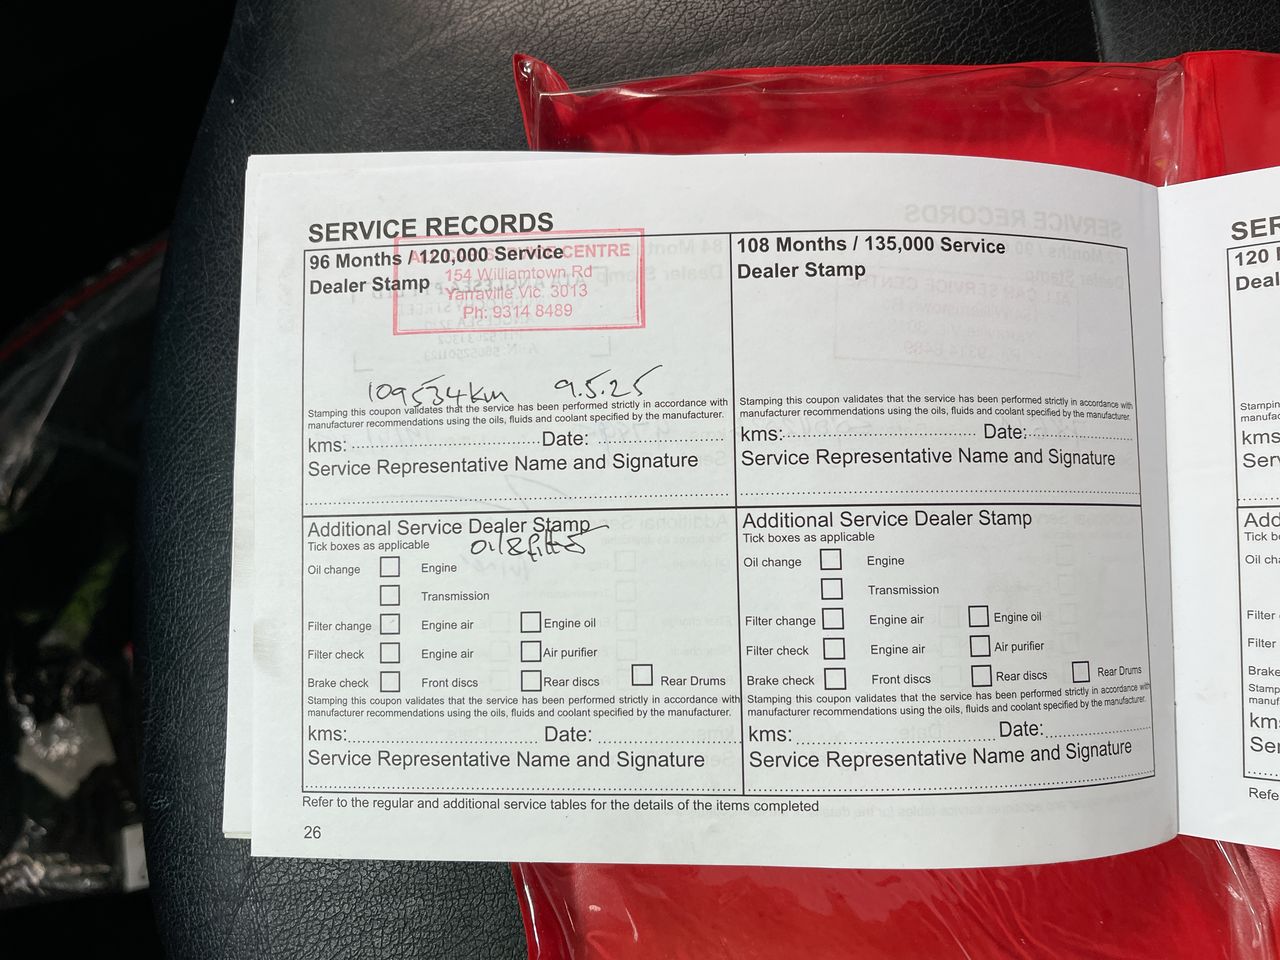 SERVICE RECORDS
96 Months / 120,000 Service
Dealer Stamp
SERVICE CENTRE
154 Williamtown Rd
Yarraville Vic. 3013
Ph: 9314 8489
109534km 9.5.25
Stamping this coupon validates that the service has been performed strictly in accordance with
manufacturer recommendations using the oils, fluids and coolant specified by the manufacturer.
kms: Date:
Service Representative Name and Signature
108 Months / 135,000 Service
Dealer Stamp
Stamping this coupon validates that the service has been performed strictly in accordance with
manufacturer recommendations using the oils, fluids and coolant specified by the manufacturer.
kms: Date:
Service Representative Name and Signature
Additional Service Dealer Stamp
Tick boxes as applicable
oil & filter
Oil change Engine
Transmission
Filter change Engine air Engine oil
Filter check Engine air Air purifier
Brake check Front discs Rear discs Rear Drums
Stamping this coupon validates that the service has been performed strictly in accordance with
manufacturer recommendations using the oils, fluids and coolant specified by the manufacturer.
kms: Date:
Service Representative Name and Signature
Additional Service Dealer Stamp
Tick boxes as applicable
Oil change Engine
Transmission
Filter change Engine air Engine oil
Filter check Engine air Air purifier
Brake check Front discs Rear discs Rear Drums
Stamping this coupon validates that the service has been performed strictly in accordance with
manufacturer recommendations using the oils, fluids and coolant specified by the manufacturer.
kms: Date:
Service Representative Name and Signature
Refer to the regular and additional service tables for the details of the items completed
26
120
kms
Filter
Filter